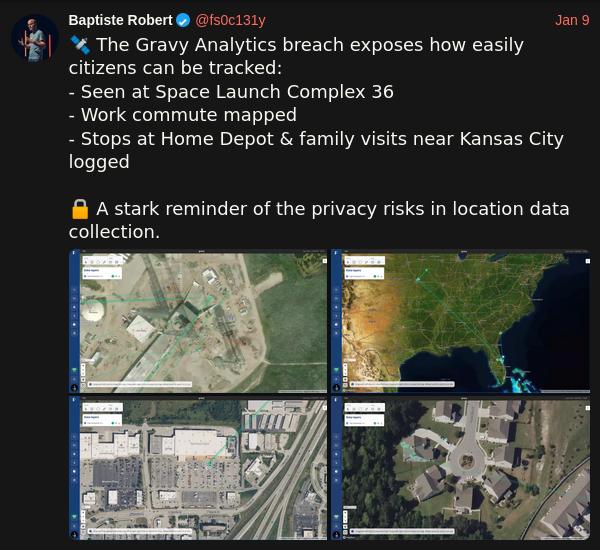 Baptiste Robert @fs0c131y Jan 9
🛰️ The Gravy Analytics breach exposes how easily
citizens can be tracked:
- Seen at Space Launch Complex 36
- Work commute mapped
- Stops at Home Depot & family visits near Kansas City
logged
🔒 A stark reminder of the privacy risks in location data
collection.